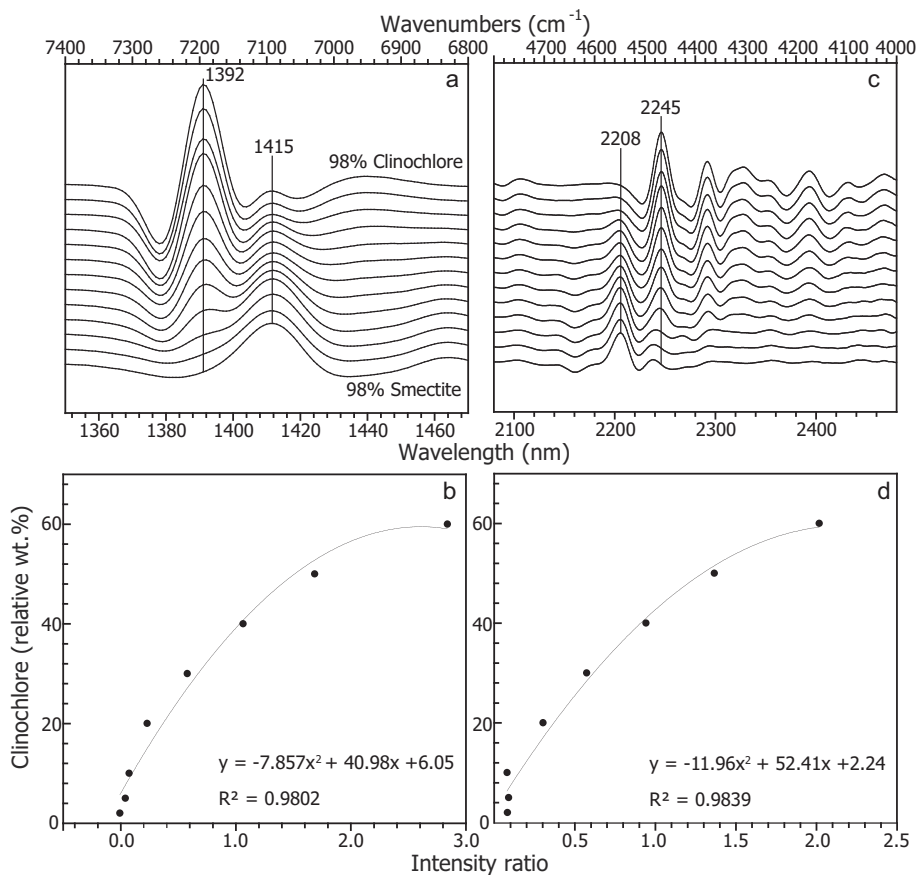 Wavenumbers (cm⁻¹)
7400 7300 7200 7100 7000 6900 6800
4700 4600 4500 4400 4300 4200 4100 4000
a
1392
1415
98% Clinochlore
98% Smectite
c
2208
2245
1360 1380 1400 1420 1440 1460
2100 2200 2300 2400
Wavelength (nm)
Clinochlore (relative wt.%)
b
60
40
20
0
y = -7.857x² + 40.98x +6.05
R² = 0.9802
0.0 1.0 2.0 3.0
d
60
40
20
0
y = -11.96x² + 52.41x +2.24
R² = 0.9839
0.5 1.0 1.5 2.0 2.5
Intensity ratio